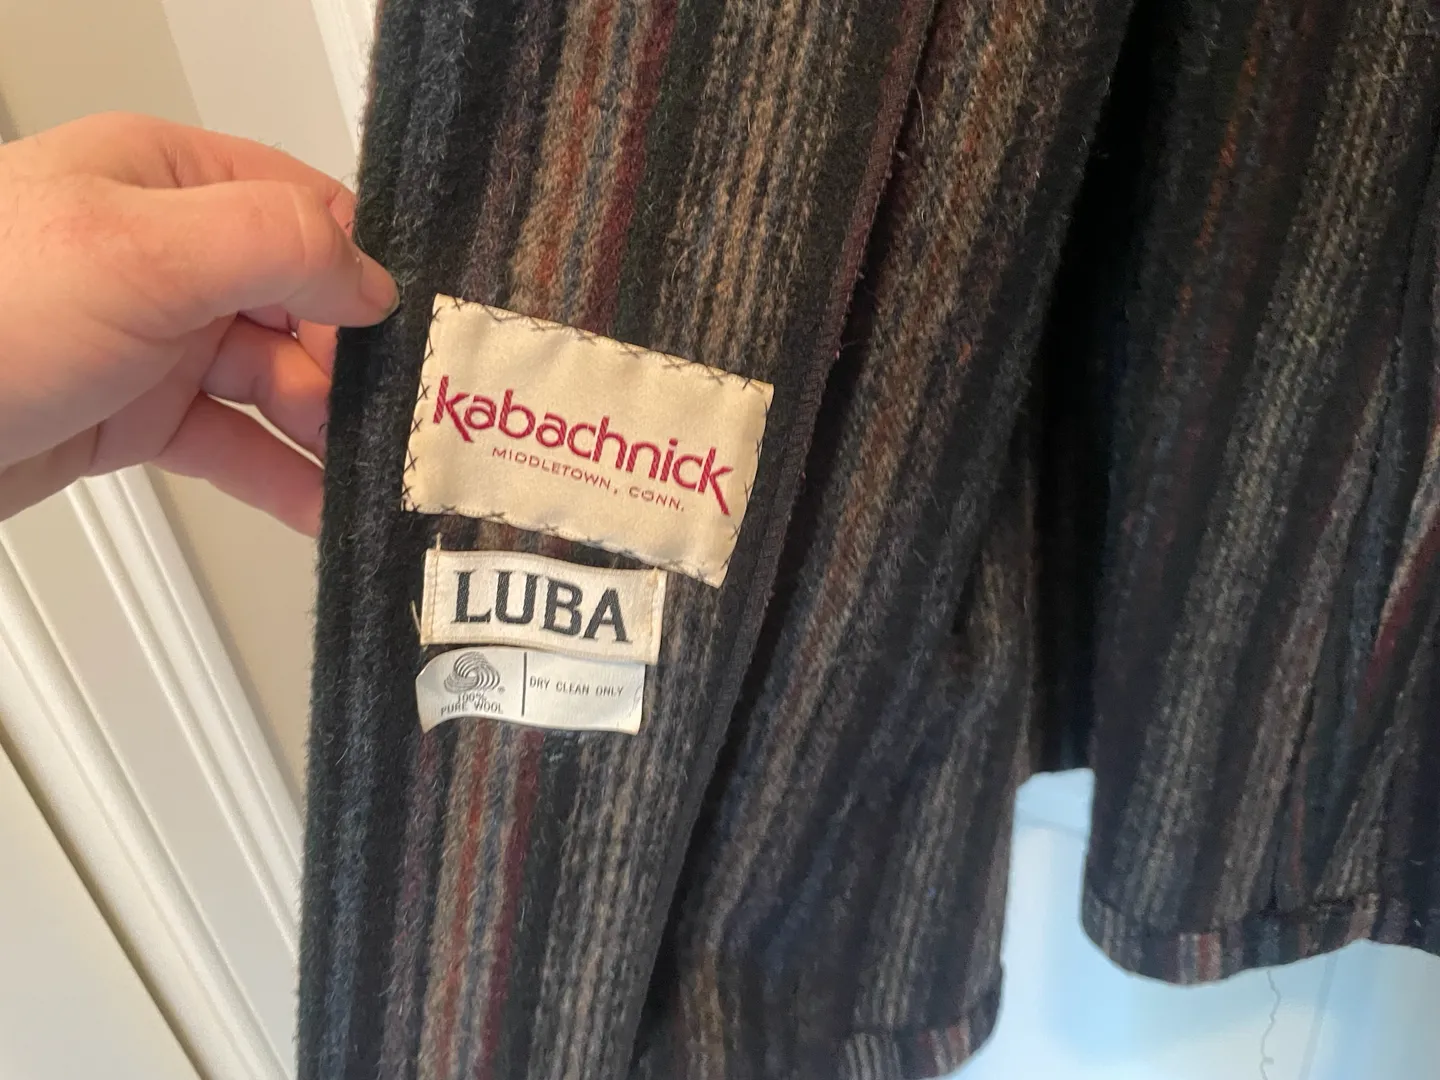 kabachnick
MIDDLETOWN, CONN.
LUBA
®
100%
PURE WOOL
DRY CLEAN ONLY